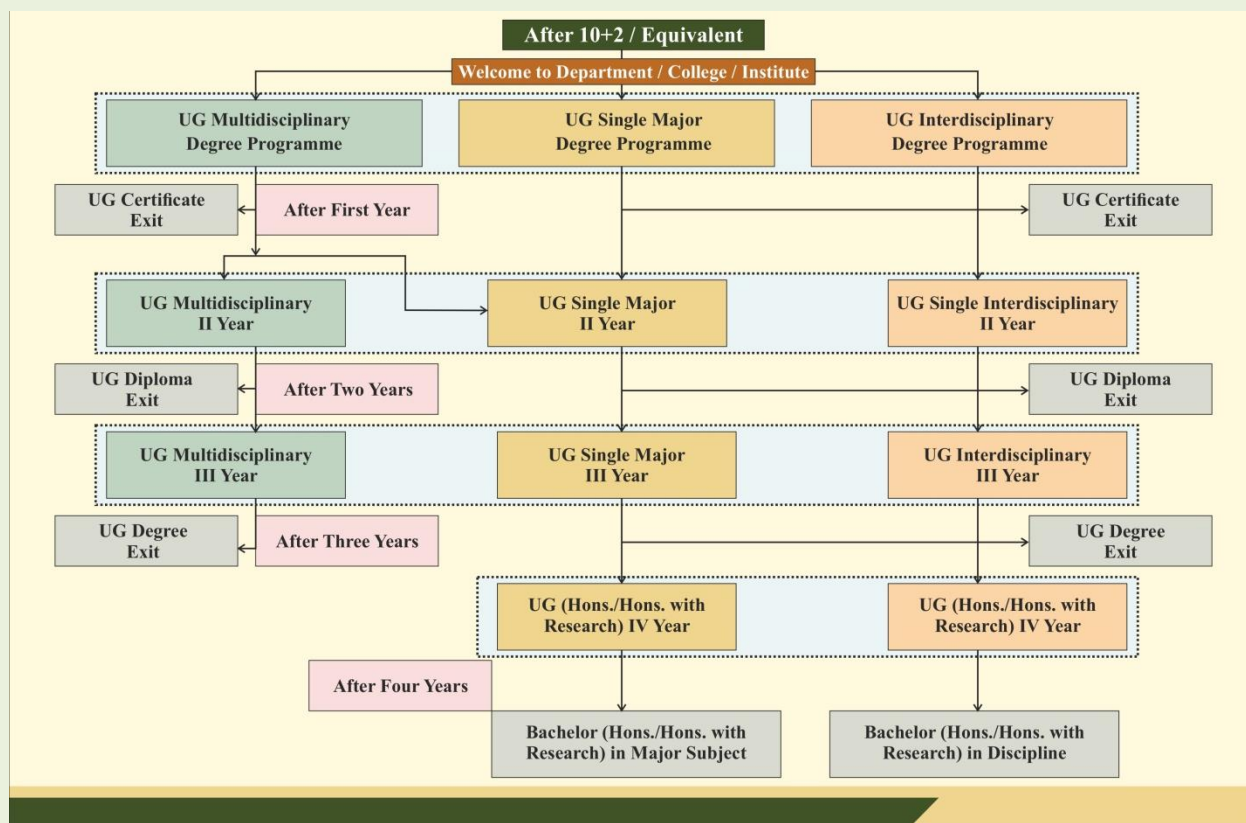 After 10+2 / Equivalent
Welcome to Department / College / Institute
UG Multidisciplinary
Degree Programme
UG Single Major
Degree Programme
UG Interdisciplinary
Degree Programme
UG Certificate
Exit
After First Year
UG Certificate
Exit
UG Multidisciplinary
II Year
UG Single Major
II Year
UG Single Interdisciplinary
II Year
UG Diploma
Exit
After Two Years
UG Diploma
Exit
UG Multidisciplinary
III Year
UG Single Major
III Year
UG Interdisciplinary
III Year
UG Degree
Exit
After Three Years
UG Degree
Exit
UG (Hons./Hons. with
Research) IV Year
UG (Hons./Hons. with
Research) IV Year
After Four Years
Bachelor (Hons./Hons. with
Research) in Major Subject
Bachelor (Hons./Hons. with
Research) in Discipline